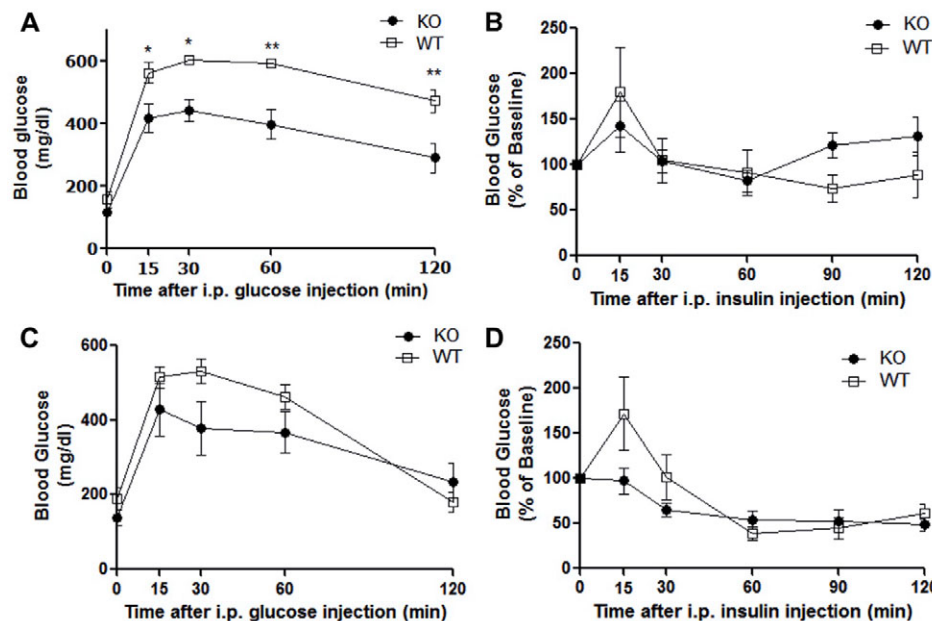 A
KO
WT
Blood glucose
(mg/dl)
600
400
200
0
* * ** **
0 15 30 60 120
Time after i.p. glucose injection (min)
B
KO
WT
Blood Glucose
(% of Baseline)
250
200
150
100
50
0
0 15 30 60 90 120
Time after i.p. insulin injection (min)
C
KO
WT
Blood Glucose
(mg/dl)
600
400
200
0
0 15 30 60 120
Time after i.p. glucose injection (min)
D
KO
WT
Blood Glucose
(% of Baseline)
250
200
150
100
50
0
0 15 30 60 90 120
Time after i.p. insulin injection (min)